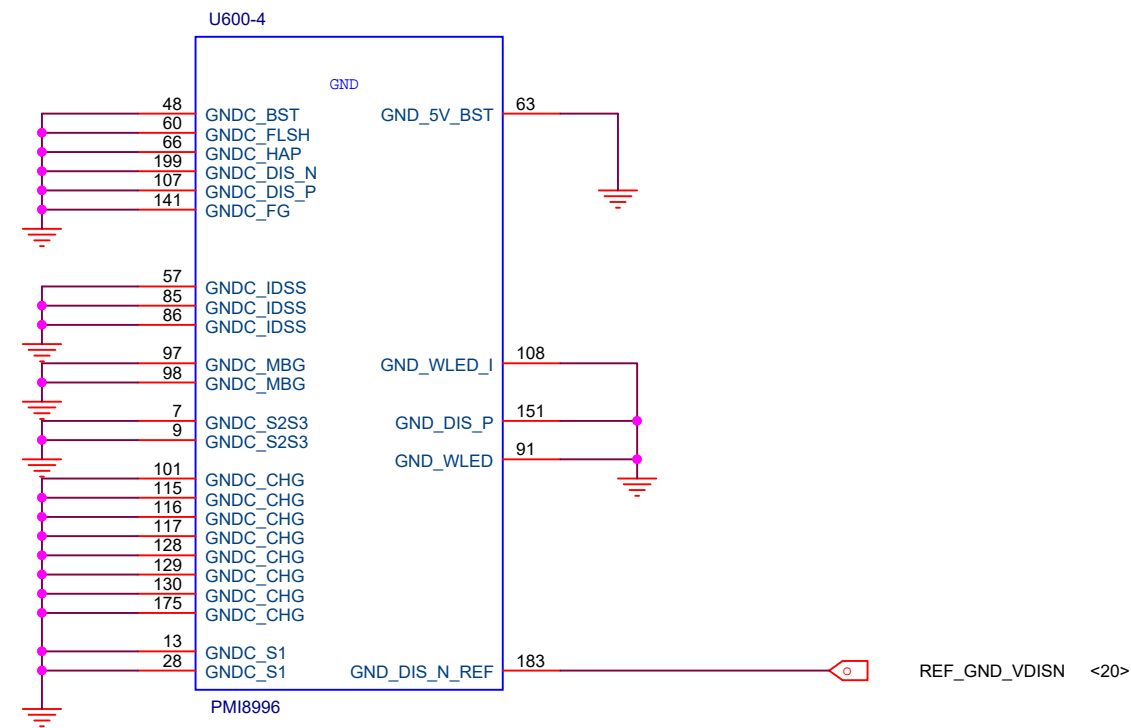 U600-4
GND
48 GNDC_BST GND_5V_BST 63
60 GNDC_FLSH
66 GNDC_HAP
199 GNDC_DIS_N
107 GNDC_DIS_P
141 GNDC_FG
57 GNDC_IDSS
85 GNDC_IDSS
86 GNDC_IDSS
97 GNDC_MBG GND_WLED_I 108
98 GNDC_MBG
7 GNDC_S2S3 GND_DIS_P 151
9 GNDC_S2S3
GND_WLED 91
101 GNDC_CHG
115 GNDC_CHG
116 GNDC_CHG
117 GNDC_CHG
128 GNDC_CHG
129 GNDC_CHG
130 GNDC_CHG
175 GNDC_CHG
13 GNDC_S1
28 GNDC_S1 GND_DIS_N_REF 183 REF_GND_VDISN <20>
PMI8996